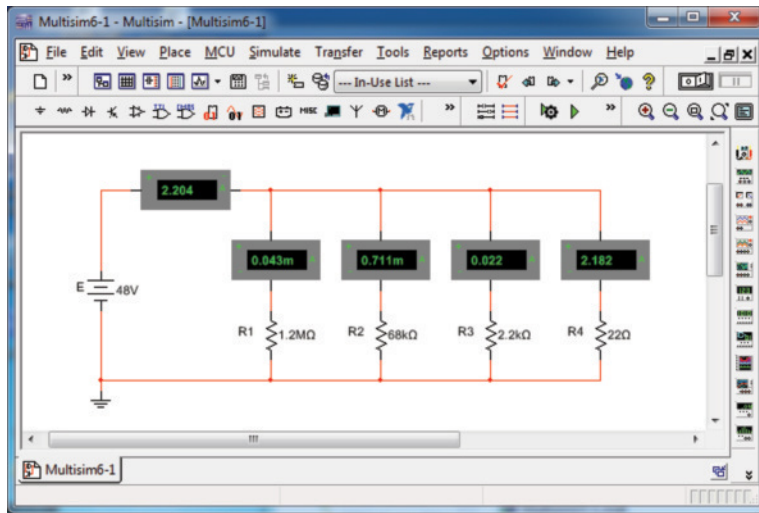 Multisim6-1 - Multisim - [Multisim6-1]
File Edit View Place MCU Simulate Transfer Tools Reports Options Window Help
--- In-Use List ---
MISC
2.204
0.043m 0.711m 0.022 2.182
E 48V
R1 1.2MΩ R2 68kΩ R3 2.2kΩ R4 22Ω
Multisim6-1